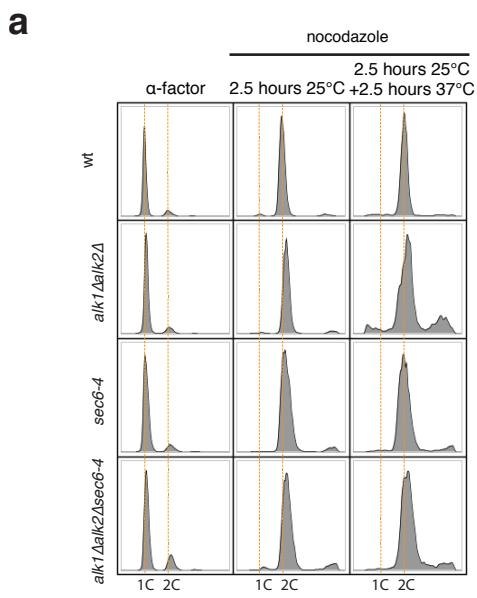 a
nocodazole
α-factor
2.5 hours 25°C
2.5 hours 25°C
+2.5 hours 37°C
wt
alk1Δalk2Δ
sec6-4
alk1Δalk2Δsec6-4
1C 2C
1C 2C
1C 2C